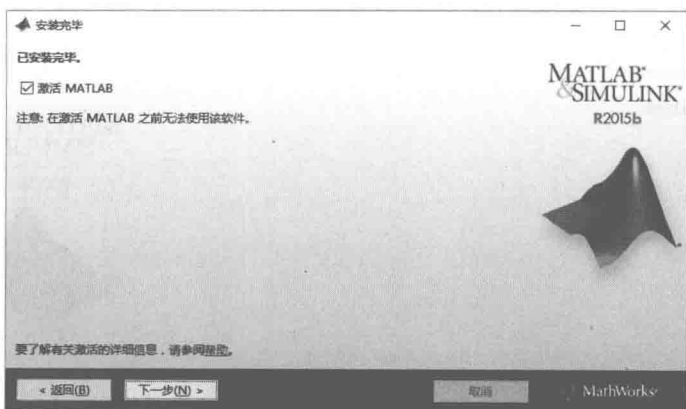 安装完毕
已安装完毕。
激活 MATLAB
注意: 在激活 MATLAB 之前无法使用该软件。
MATLAB®
&SIMULINK®
R2015b
要了解有关激活的详细信息，请参阅帮助。
< 返回(B)
下一步(N) >
取消
MathWorks®